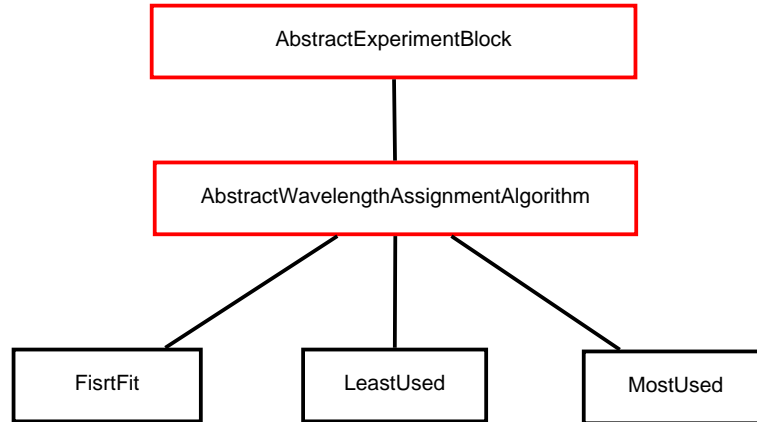 AbstractExperimentBlock
AbstractWavelengthAssignmentAlgorithm
FisrtFit
LeastUsed
MostUsed